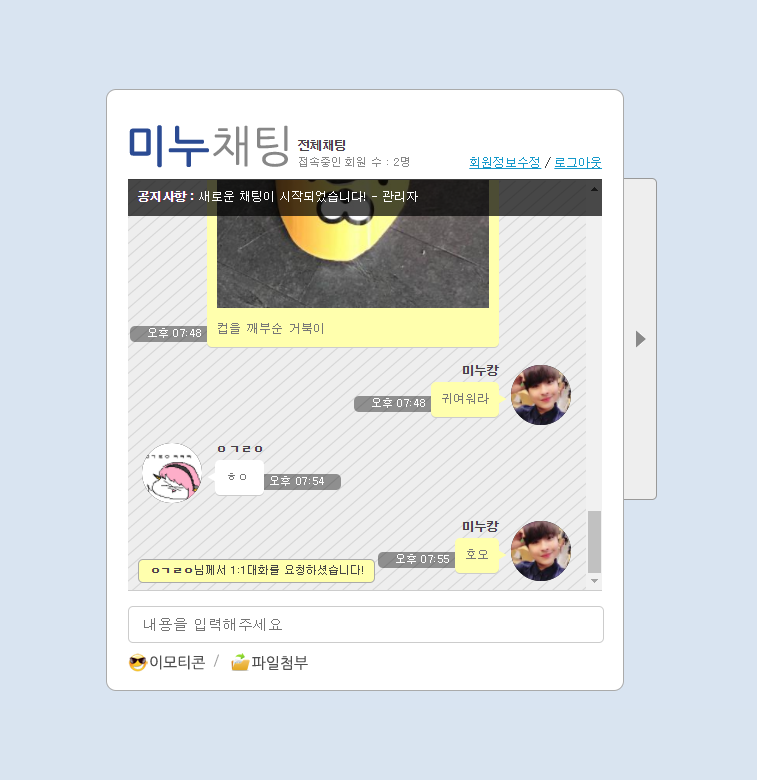 미누채팅 전체채팅
접속중인 회원 수 : 2명
회원정보수정 / 로그아웃
공지사항 : 새로운 채팅이 시작되었습니다! - 관리자
컵을 깨부순 거북이
오후 07:48
미누캉
귀여워라
오후 07:48
ㅇㄱㄹㅇ
ㅎㅇ
오후 07:54
미누캉
호오
오후 07:55
ㅇㄱㄹㅇ님께서 1:1대화를 요청하셨습니다!
내용을 입력해주세요
이모티콘 / 파일첨부